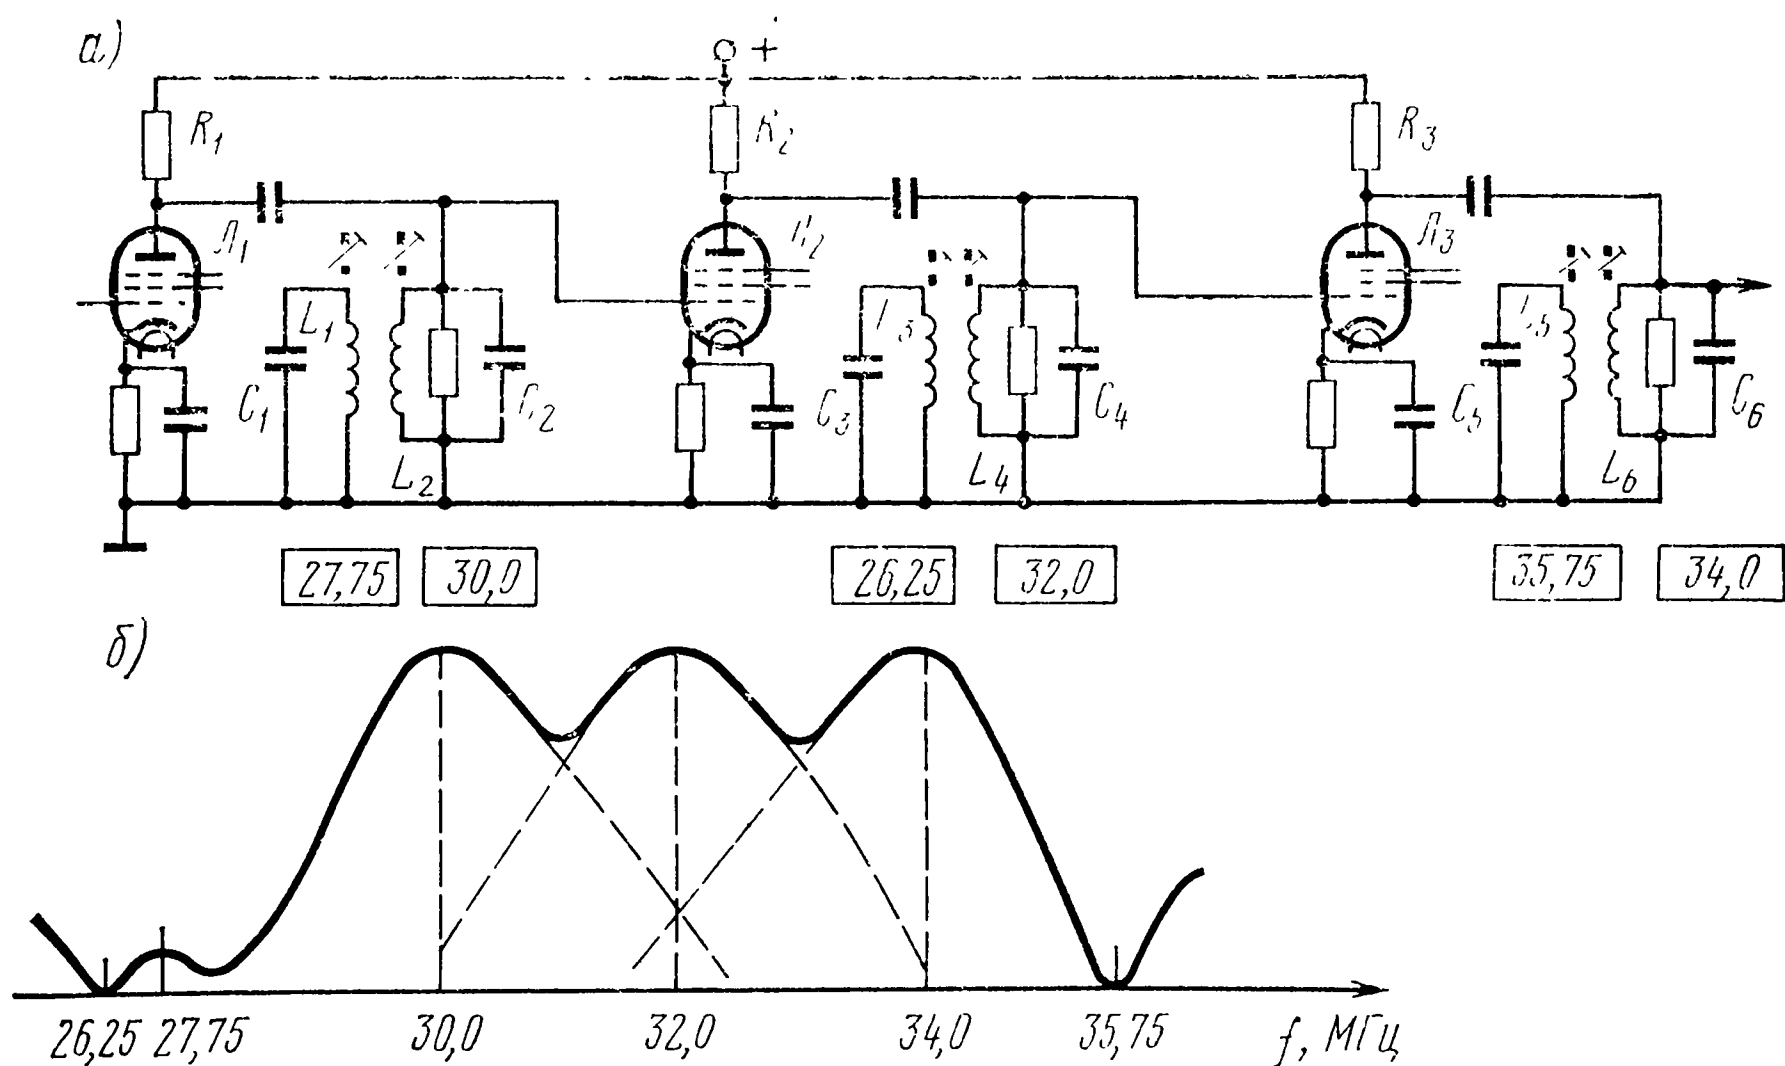 а)
+
R1 R2 R3
Л1 Л2 Л3
L1 L3 L5
C1 C2 C3 C4 C5 C6
L2 L4 L6
27,75 30,0 26,25 32,0 35,75 34,0
б)
26,25 27,75 30,0 32,0 34,0 35,75 f, МГц